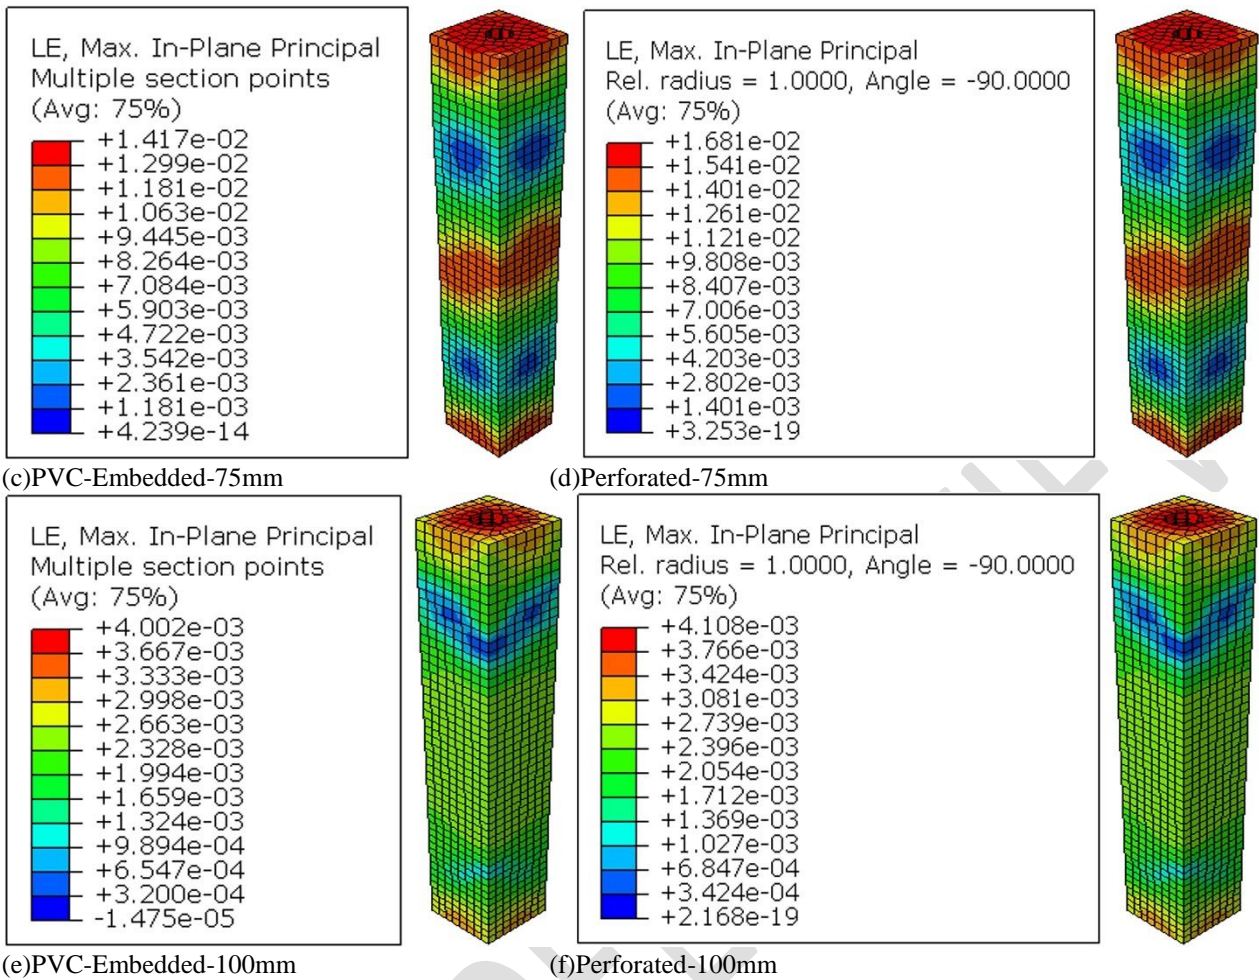 LE, Max. In-Plane Principal
Multiple section points
(Avg: 75%)
+1.417e-02
+1.299e-02
+1.181e-02
+1.063e-02
+9.445e-03
+8.264e-03
+7.084e-03
+5.903e-03
+4.722e-03
+3.542e-03
+2.361e-03
+1.181e-03
+4.239e-14
LE, Max. In-Plane Principal
Rel. radius = 1.0000, Angle = -90.0000
(Avg: 75%)
+1.681e-02
+1.541e-02
+1.401e-02
+1.261e-02
+1.121e-02
+9.808e-03
+8.407e-03
+7.006e-03
+5.605e-03
+4.203e-03
+2.802e-03
+1.401e-03
+3.253e-19
(c)PVC-Embedded-75mm
(d)Perforated-75mm
LE, Max. In-Plane Principal
Multiple section points
(Avg: 75%)
+4.002e-03
+3.667e-03
+3.333e-03
+2.998e-03
+2.663e-03
+2.328e-03
+1.994e-03
+1.659e-03
+1.324e-03
+9.894e-04
+6.547e-04
+3.200e-04
-1.475e-05
LE, Max. In-Plane Principal
Rel. radius = 1.0000, Angle = -90.0000
(Avg: 75%)
+4.108e-03
+3.766e-03
+3.424e-03
+3.081e-03
+2.739e-03
+2.396e-03
+2.054e-03
+1.712e-03
+1.369e-03
+1.027e-03
+6.847e-04
+3.424e-04
+2.168e-19
(e)PVC-Embedded-100mm
(f)Perforated-100mm